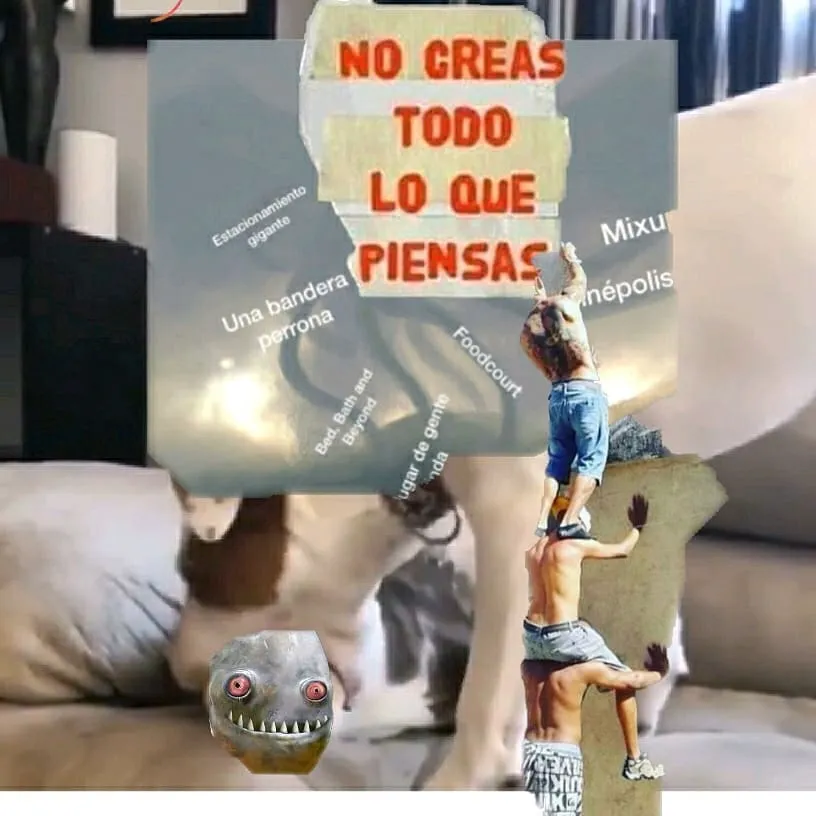 NO CREAS
TODO
LO QUE
PIENSAS
Estacionamiento
gigante
Mixu
népolis
Una bandera
perrona
Foodcourt
Bed, Bath and
Beyond
ugar de gente
nda